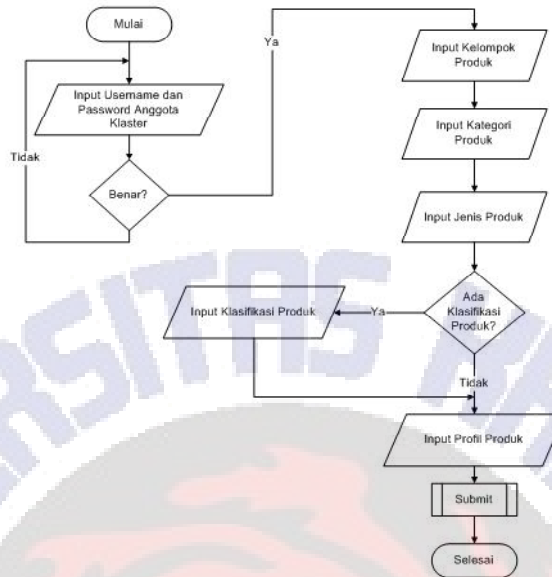 Mulai
Input Username dan
Password Anggota
Klaster
Tidak
Benar?
Ya
Input Kelompok
Produk
Input Kategori
Produk
Input Jenis Produk
Ada
Klasifikasi
Produk?
Ya
Input Klasifikasi Produk
Tidak
Input Profil Produk
Submit
Selesai